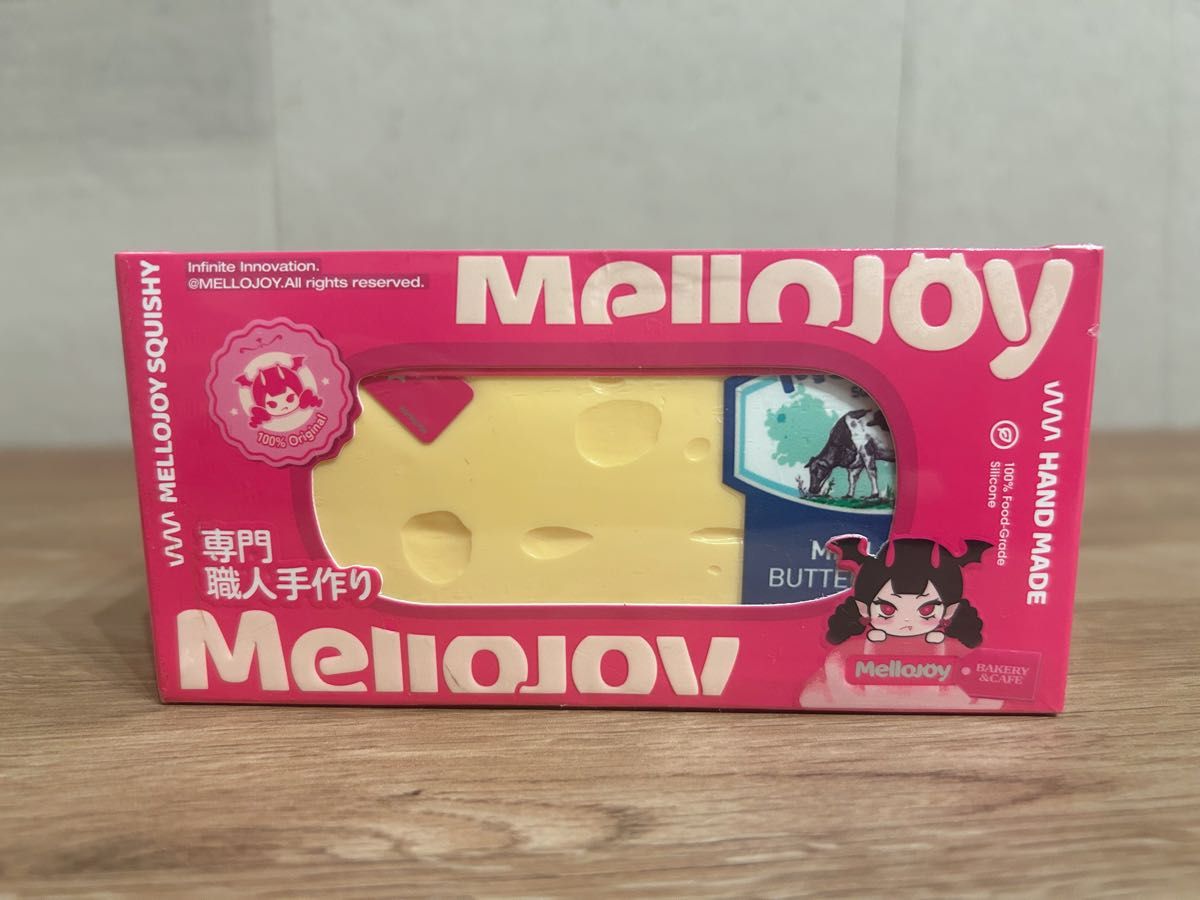 Infinite Innovation.
@MELLOJOY.All rights reserved.
Mellojoy
MELLOJOY SQUISHY
100% Original
HAND MADE
100% Food-Grade
Silicone
専門
職人手作り
BUTTE
Mellojoy
Mellojoy
BAKERY
&CAFE